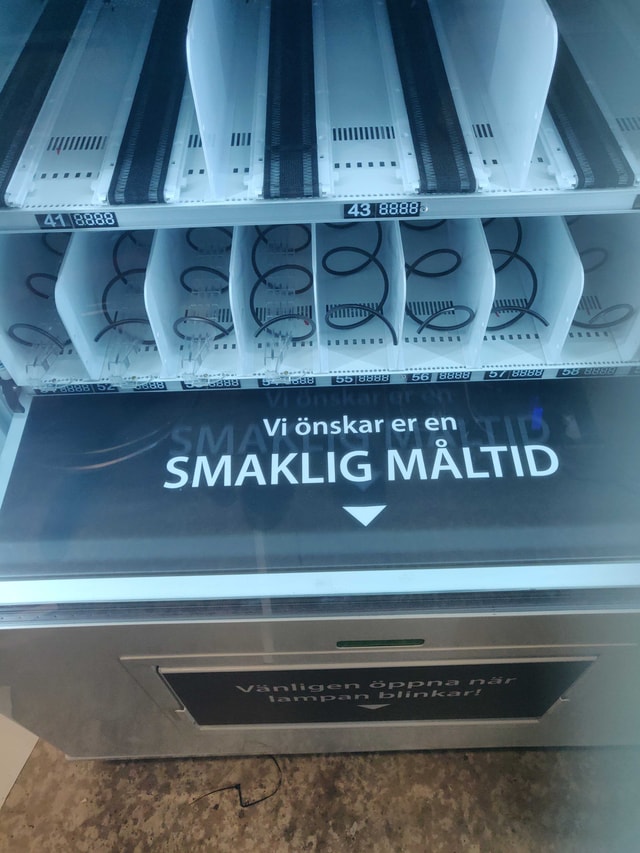 41 8888
43 8888
52
55 8888
56 8888
57 8888
58 8888
Vi önskar er en
SMAKLIG MÅLTID
Vänligen öppna när
lampan blinkar!